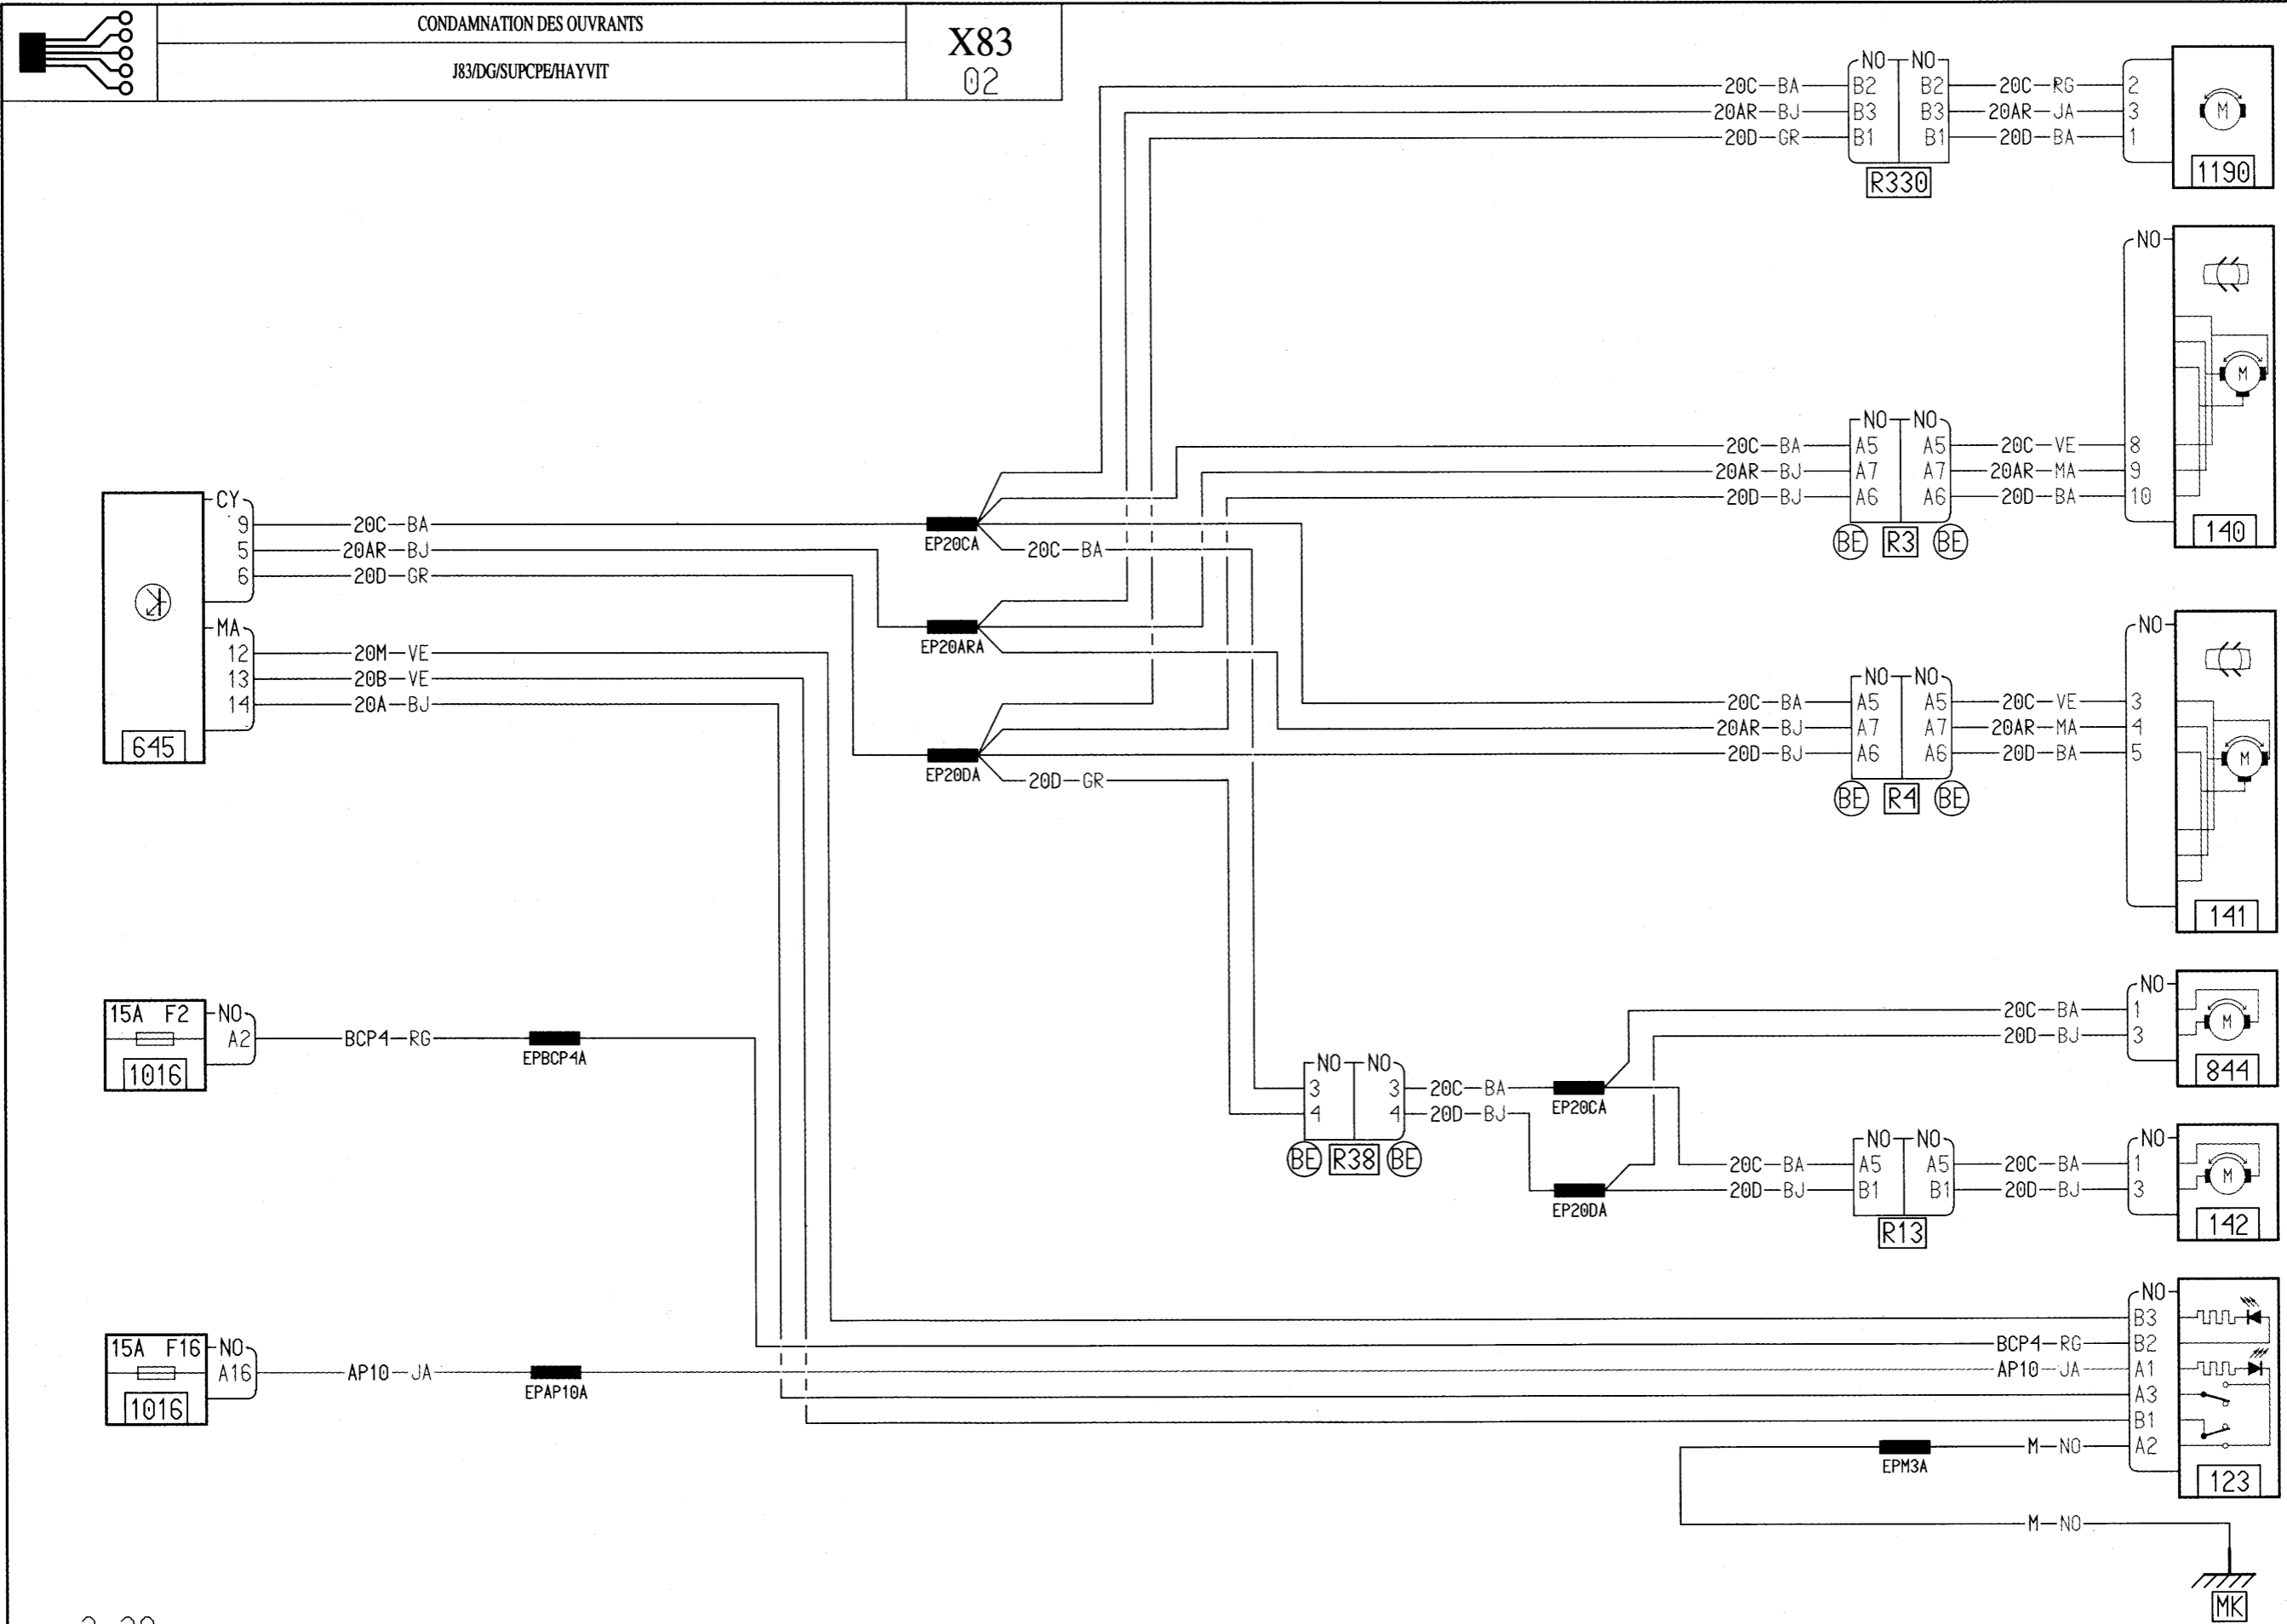 CONDAMNATION DES OUVRANTS
J83/DG/SUPCPE/HAYVIT
X83
02
NO NO
20C-BA B2 B2 20C-RG 2
20AR-BJ B3 B3 20AR-JA 3
20D-GR B1 B1 20D-BA 1
R330
M
1190
NO
M
NO NO
20C-BA A5 A5 20C-VE 8
20AR-BJ A7 A7 20AR-MA 9
20D-BJ A6 A6 20D-BA 10
BE R3 BE
140
CY
9 20C-BA
5 20AR-BJ
6 20D-GR
MA
12 20M-VE
13 20B-VE
14 20A-BJ
645
EP20CA
20C-BA
EP20ARA
EP20DA
20D-GR
NO
NO NO
20C-BA A5 A5 20C-VE 3
20AR-BJ A7 A7 20AR-MA 4
20D-BJ A6 A6 20D-BA 5
BE R4 BE
M
141
15A F2 NO
A2 BCP4-RG
1016
EPBCP4A
NO NO
3 3 20C-BA
4 4 20D-BJ
BE R38 BE
EP20CA
EP20DA
NO
20C-BA 1
20D-BJ 3
M
844
NO NO NO
20C-BA A5 A5 20C-BA 1
20D-BJ B1 B1 20D-BJ 3
R13
M
142
15A F16 NO
A16 AP10-JA
1016
EPAP10A
NO
B3
BCP4-RG B2
AP10-JA A1
A3
B1
M-NO A2
EPM3A
123
M-NO
MK